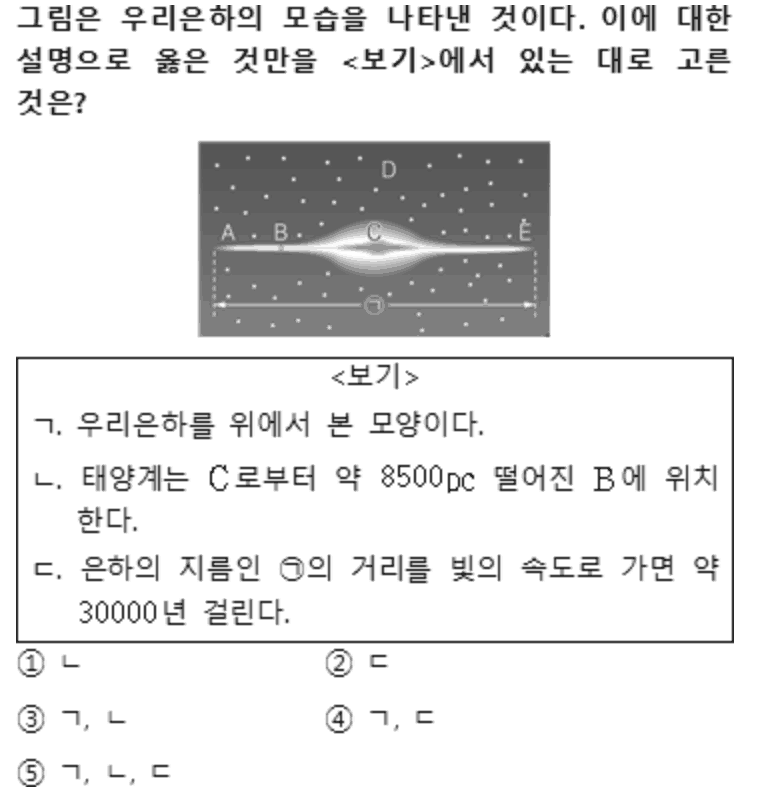 그림은 우리은하의 모습을 나타낸 것이다. 이에 대한
설명으로 옳은 것만을 <보기>에서 있는 대로 고른
것은?
D
A B C E
㉠
<보기>
ㄱ. 우리은하를 위에서 본 모양이다.
ㄴ. 태양계는 C로부터 약 8500pc 떨어진 B에 위치
한다.
ㄷ. 은하의 지름인 ㉠의 거리를 빛의 속도로 가면 약
30000년 걸린다.
① ㄴ ② ㄷ
③ ㄱ, ㄴ ④ ㄱ, ㄷ
⑤ ㄱ, ㄴ, ㄷ